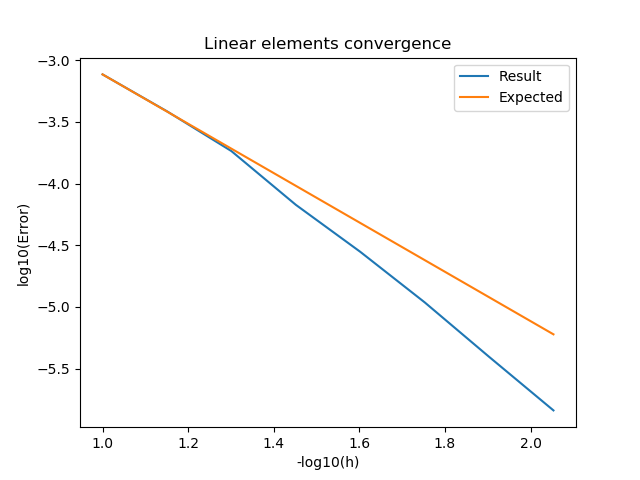 Linear elements convergence
Result
Expected
log10(Error)
−3.0
−3.5
−4.0
−4.5
−5.0
−5.5
1.0 1.2 1.4 1.6 1.8 2.0
-log10(h)